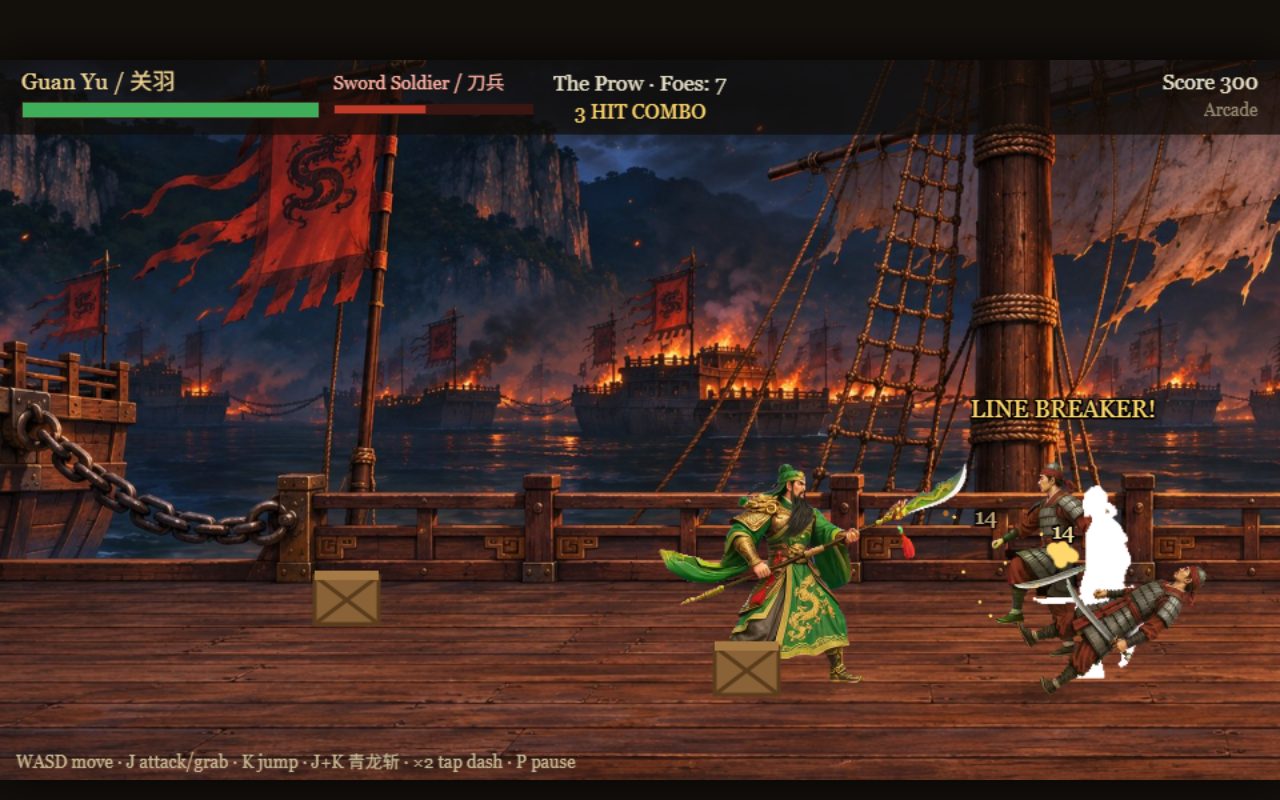 Guan Yu / 关羽
Sword Soldier / 刀兵
The Prow · Foes: 7
3 HIT COMBO
Score 300
Arcade
LINE BREAKER!
14
14
WASD move · J attack/grab · K jump · J+K 青龙斩 · ×2 tap dash · P pause